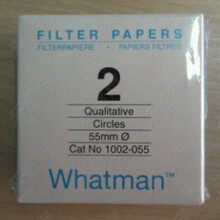 FILTER PAPERS
FILTERPAPIERE • PAPIERS FILTRES
2
Qualitative
Circles
55mm Ø
Cat No 1002-055
Whatman™